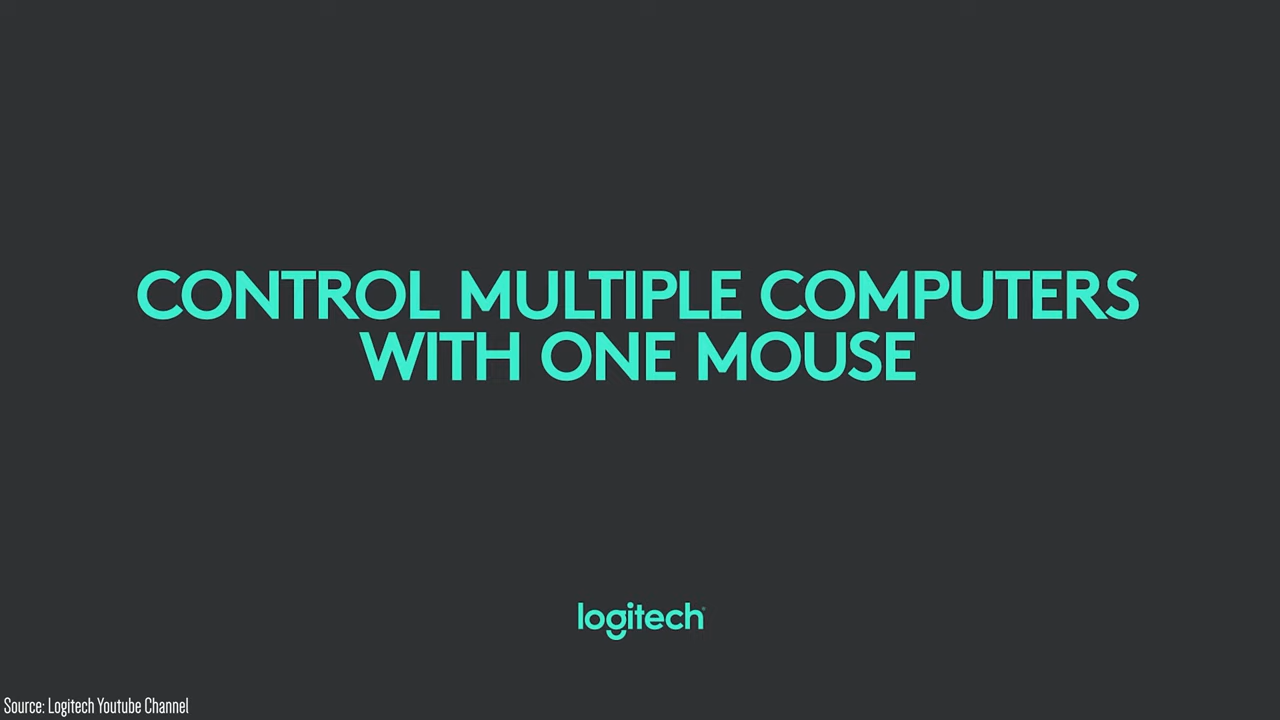 CONTROL MULTIPLE COMPUTERS
WITH ONE MOUSE
logitech
Source: Logitech Youtube Channel